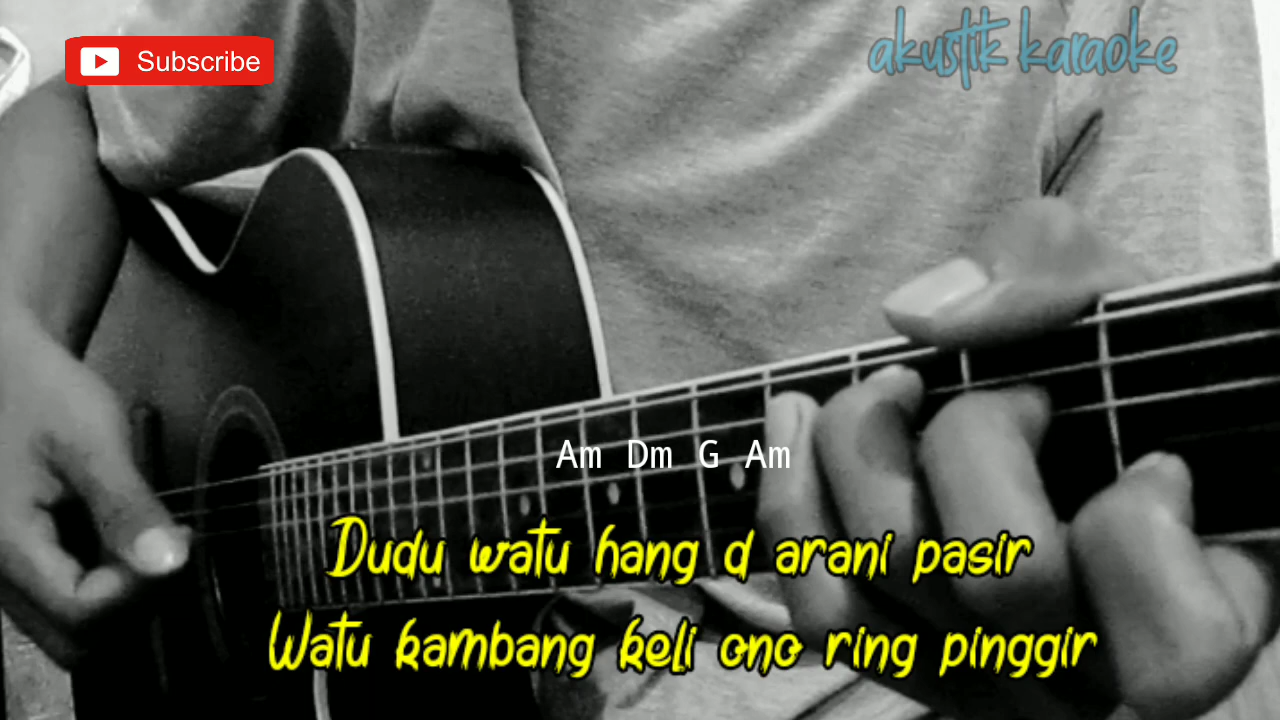 Subscribe
akustik karaoke
Am Dm G Am
Dudu watu hang d arani pasir
Watu kambang keli ono ring pinggir